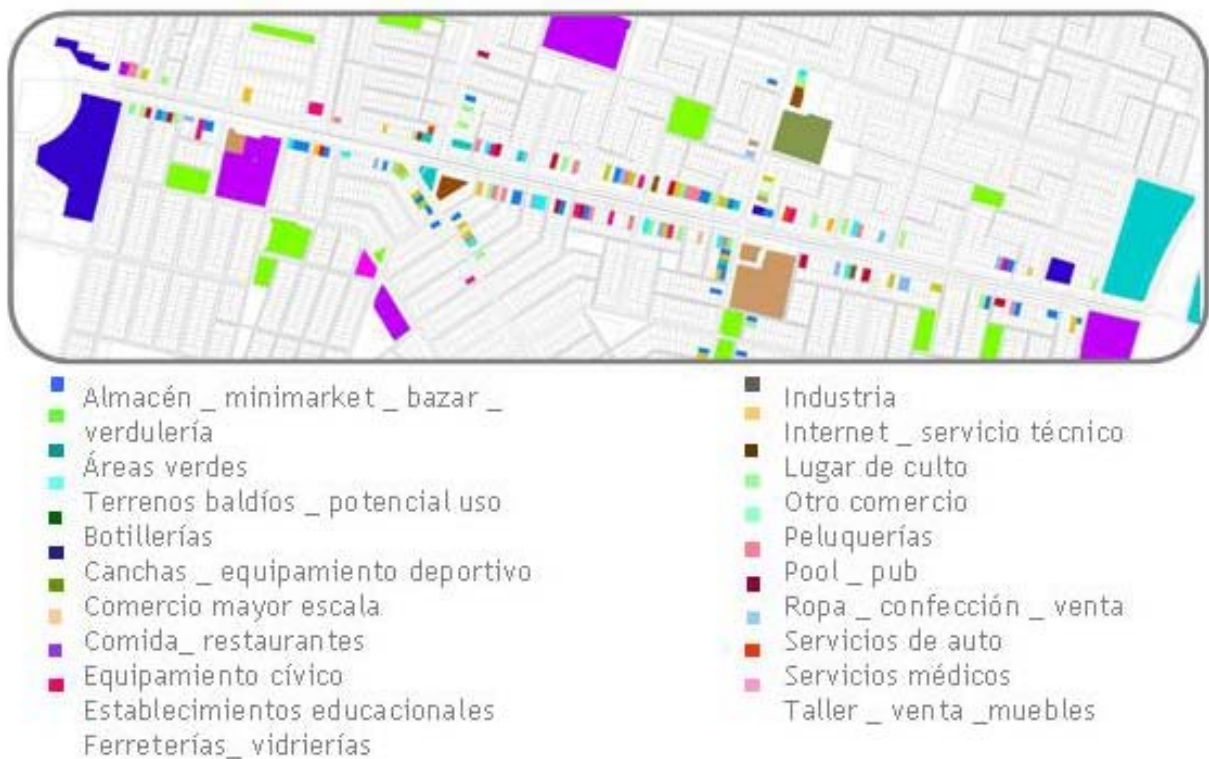 Almacén _ minimarket _ bazar _
verdulería
Áreas verdes
Terrenos baldíos _ potencial uso
Botillerías
Canchas _ equipamiento deportivo
Comercio mayor escala
Comida_ restaurantes
Equipamiento cívico
Establecimientos educacionales
Ferreterías_ vidrierías
Industria
Internet _ servicio técnico
Lugar de culto
Otro comercio
Peluquerías
Pool _ pub
Ropa _ confección _ venta
Servicios de auto
Servicios médicos
Taller _ venta _muebles